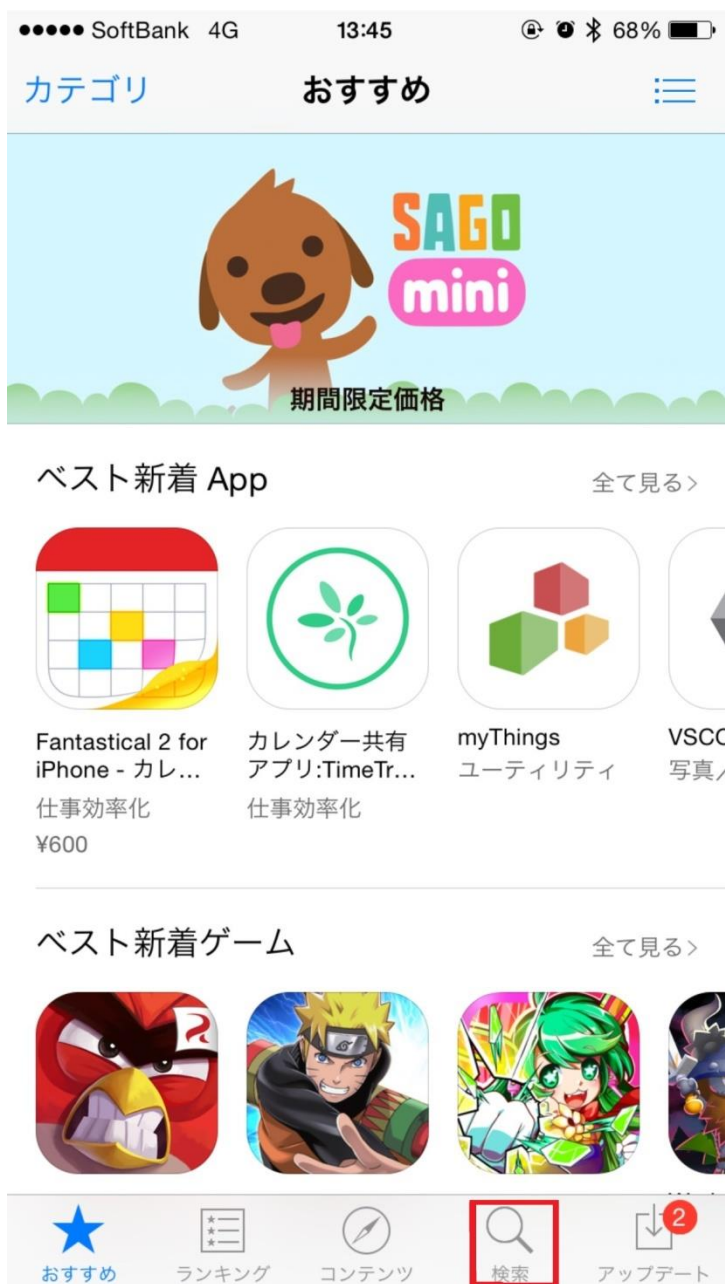 SoftBank 4G 13:45 68%
カテゴリ おすすめ
SAGO
mini
期間限定価格
ベスト新着 App 全て見る>
Fantastical 2 for
iPhone - カレ...
仕事効率化
¥600
カレンダー共有
アプリ:TimeTr...
仕事効率化
myThings
ユーティリティ
VSCO
写真/
ベスト新着ゲーム 全て見る>
2
おすすめ ランキング コンテンツ 検索 アップデート